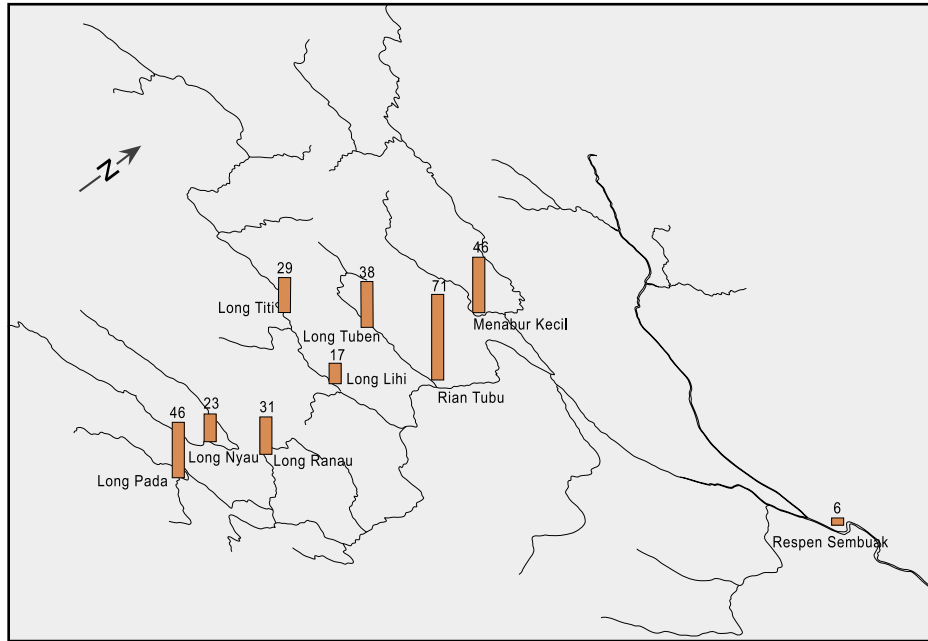 N
46
29
38
71
Long Titi
Menabur Kecil
Long Tuben
17
Long Lihi
Rian Tubu
46
23
31
Long Nyau
Long Ranau
Long Pada
6
Respen Sembuak